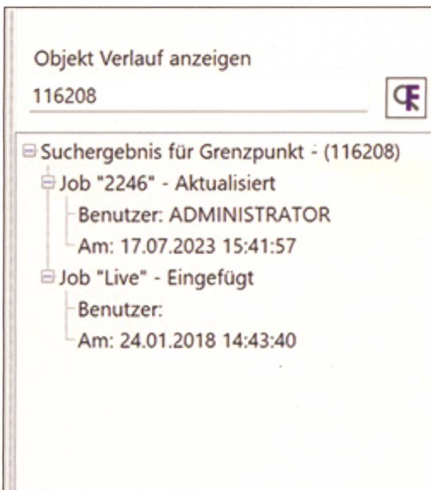 Objekt Verlauf anzeigen
116208
Suchergebnis für Grenzpunkt - (116208)
Job "2246" - Aktualisiert
Benutzer: ADMINISTRATOR
Am: 17.07.2023 15:41:57
Job "Live" - Eingefügt
Benutzer:
Am: 24.01.2018 14:43:40